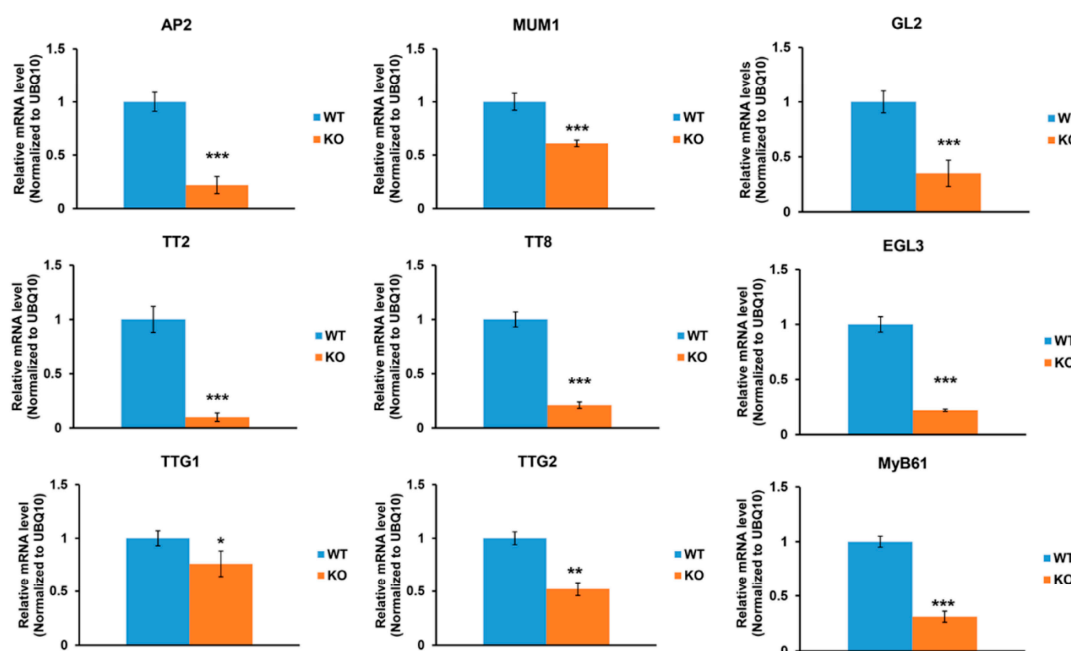 AP2
Relative mRNA level
(Normalized to UBQ10)
1.5
1
0.5
0
***
WT
KO
MUM1
Relative mRNA level
(Normalized to UBQ10)
1.5
1
0.5
0
***
WT
KO
GL2
Relative mRNA levels
(Normalized to UBQ10)
1.5
1
0.5
0
***
W
KO
TT2
Relative mRNA level
(Normalized to UBQ10)
1.5
1
0.5
0
***
WT
KO
TT8
Relative mRNA level
(Normalized to UBQ10)
1.5
1
0.5
0
***
WT
KO
EGL3
Relative mRNA level
(Normalized to UBQ10)
1.5
1
0.5
0
***
WT
KO
TTG1
Relative mRNA level
(Normalized to UBQ10)
1.5
1
0.5
0
*
WT
KO
TTG2
Relative mRNA level
(Normalized to UBQ10)
1.5
1
0.5
0
**
WT
KO
MyB61
Relative mRNA level
(Normalized to UBQ10)
1.5
1
0.5
0
***
WT
KO